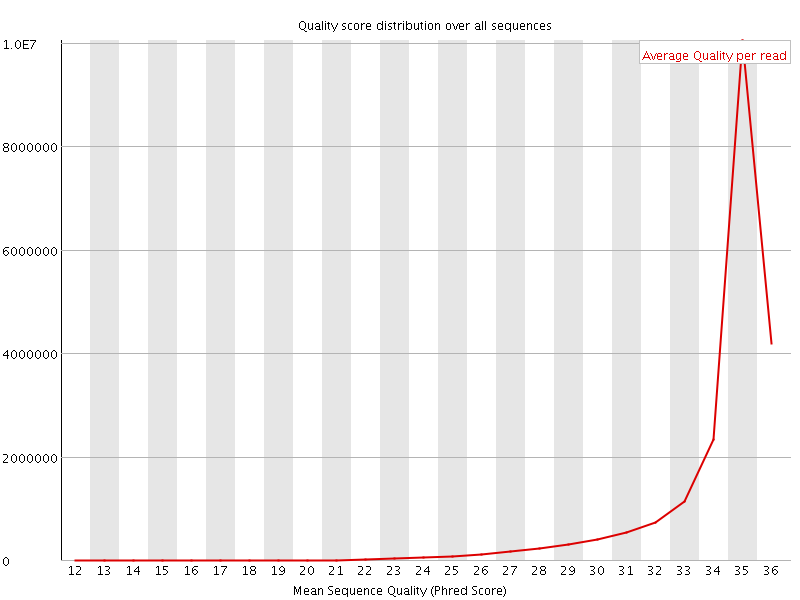 Quality score distribution over all sequences
1.0E7
Average Quality per read
8000000
6000000
4000000
2000000
0
12 13 14 15 16 17 18 19 20 21 22 23 24 25 26 27 28 29 30 31 32 33 34 35 36
Mean Sequence Quality (Phred Score)